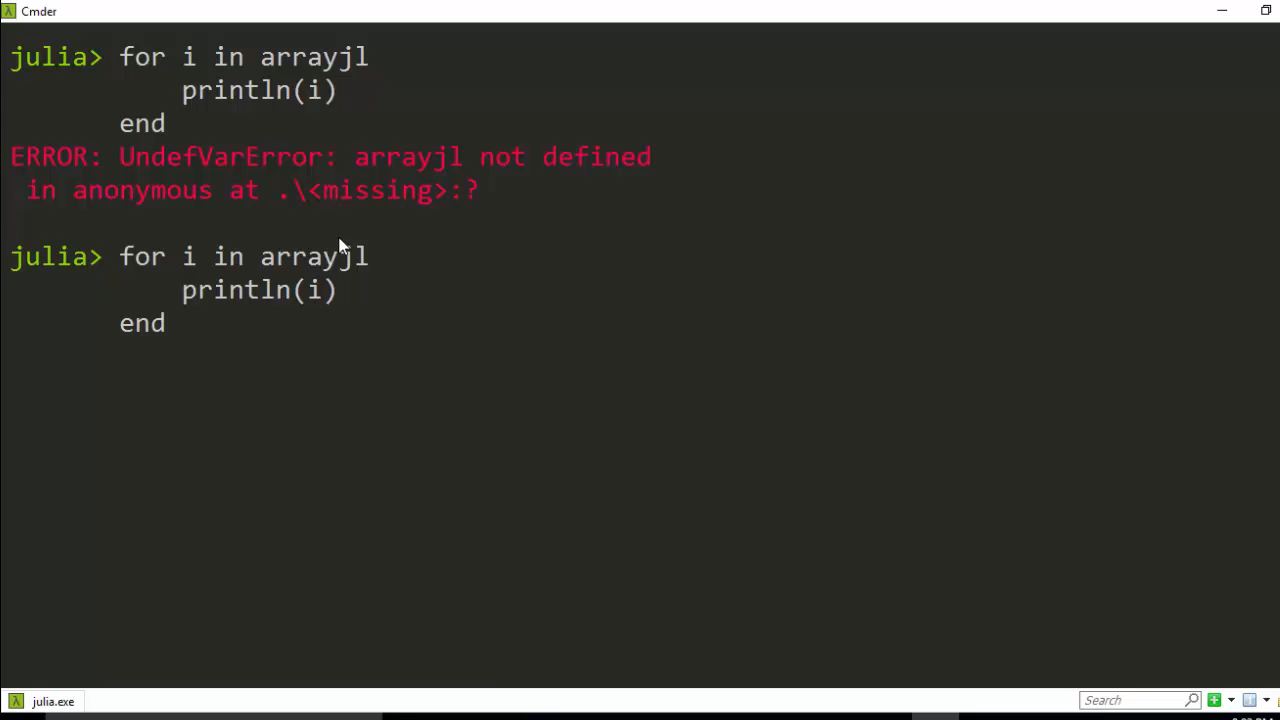 Cmder
julia> for i in arrayjl
println(i)
end
ERROR: UndefVarError: arrayjl not defined
in anonymous at .\<missing>:?
julia> for i in arrayjl
println(i)
end
julia.exe
Search